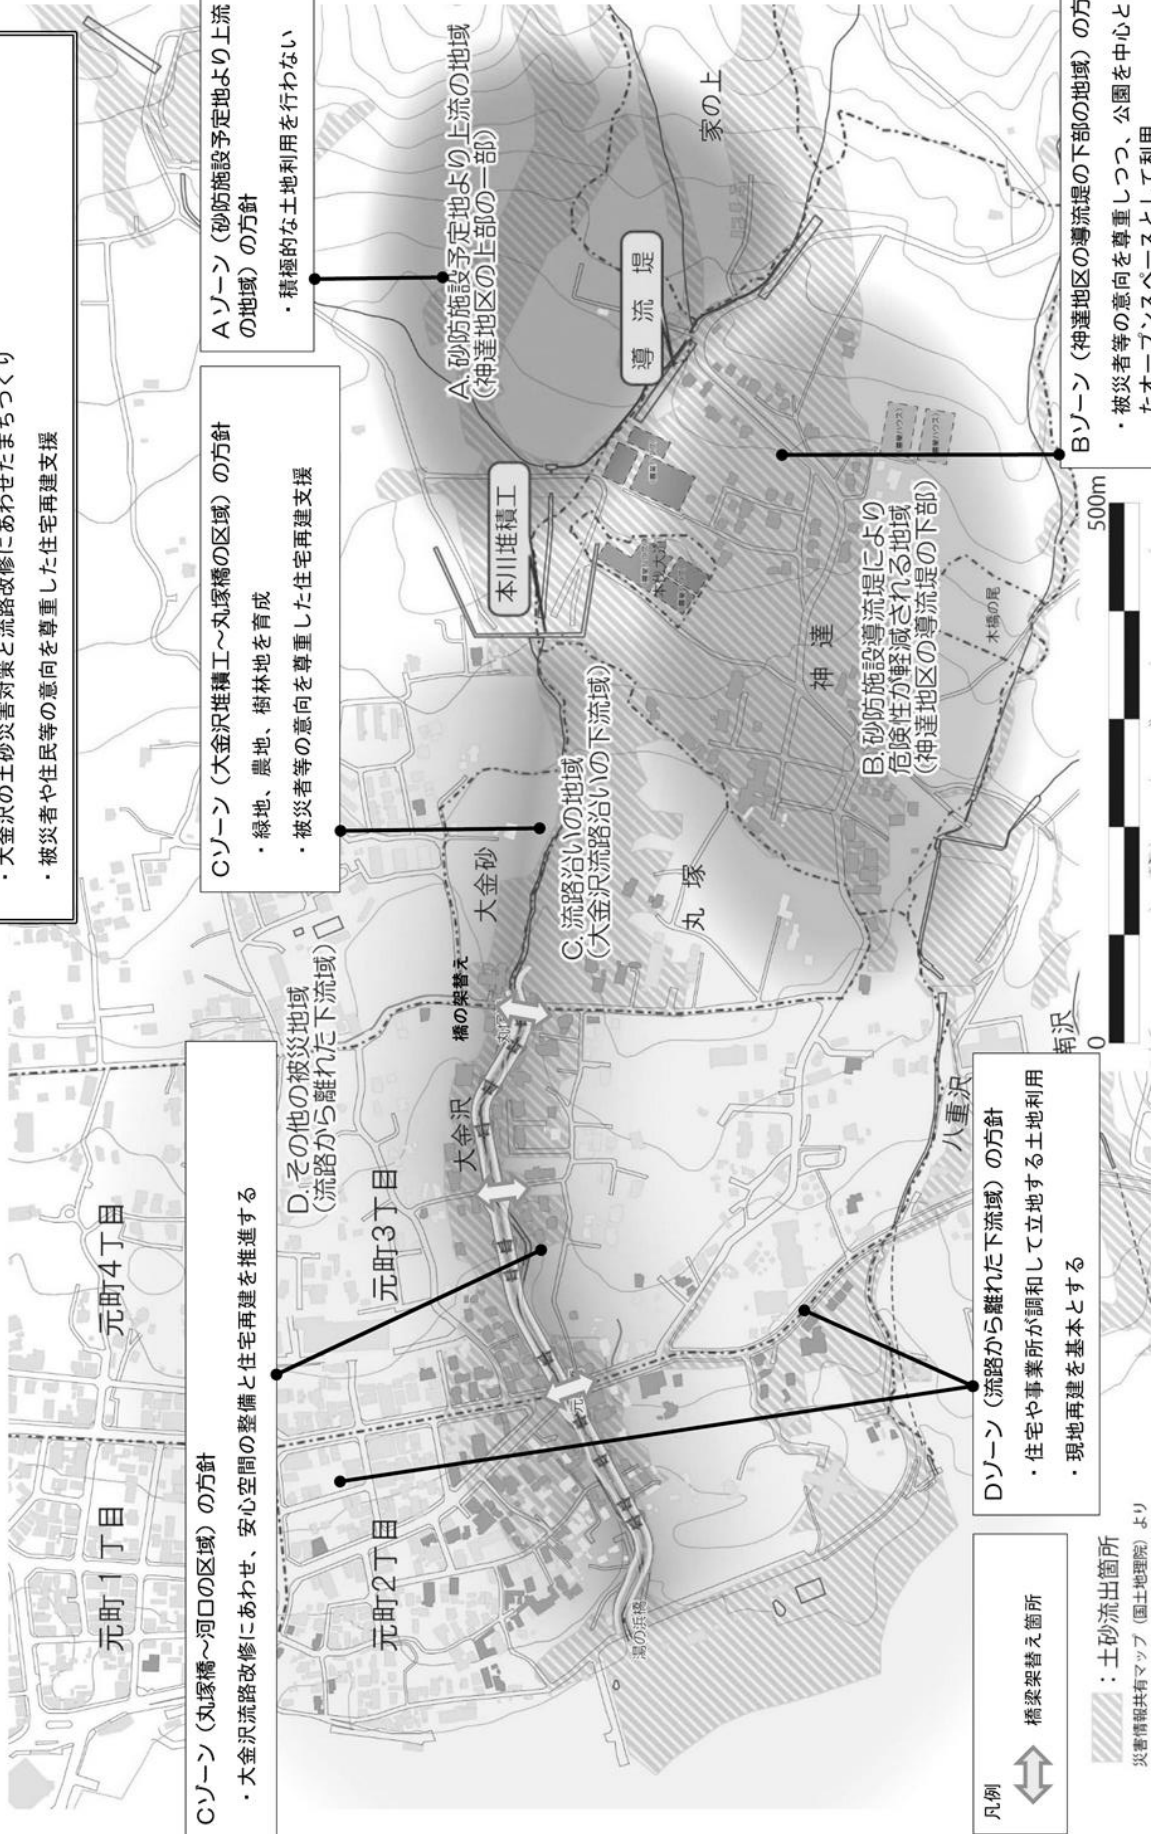 ・大金沢の土砂災害対策と流路改修にあわせたまちづくり
・被災者や住民等の意向を尊重した住宅再建支援
Aゾーン（砂防施設予定地より上流
の地域）の方針
・積極的な土地利用を行わない
Cゾーン（大金沢堆積工～丸塚橋の区域）の方針
・緑地、農地、樹林地を育成
・被災者等の意向を尊重した住宅再建支援
Cゾーン（丸塚橋～河口の区域）の方針
・大金沢流路改修にあわせ、安心空間の整備と住宅再建を推進する
A. 砂防施設予定地より上流の地域
（神達地区の上部の一部）
家の上
導流堤
本川堆積工
B. 砂防施設導流堤により
危険性が軽減される地域
（神達地区の導流堤の下部）
神達
木橋の尾
C. 流路沿いの地域
（大金沢流路沿いの下流域）
大金砂
丸塚
橋の架替え
D. その他の被災地域
（流路から離れた下流域）
大金沢
元町4丁目
元町3丁目
元町1丁目
元町2丁目
湯の浜橋
八重沢
南沢
0
500m
Bゾーン（神達地区の導流堤の下部の地域）の方
・被災者等の意向を尊重しつつ、公園を中心と
たオープンスペースとして利用
Dゾーン（流路から離れた下流域）の方針
・住宅や事業所が調和して立地する土地利用
・現地再建を基本とする
凡例
橋梁架替え箇所
：土砂流出箇所
災害情報共有マップ（国土地理院）より